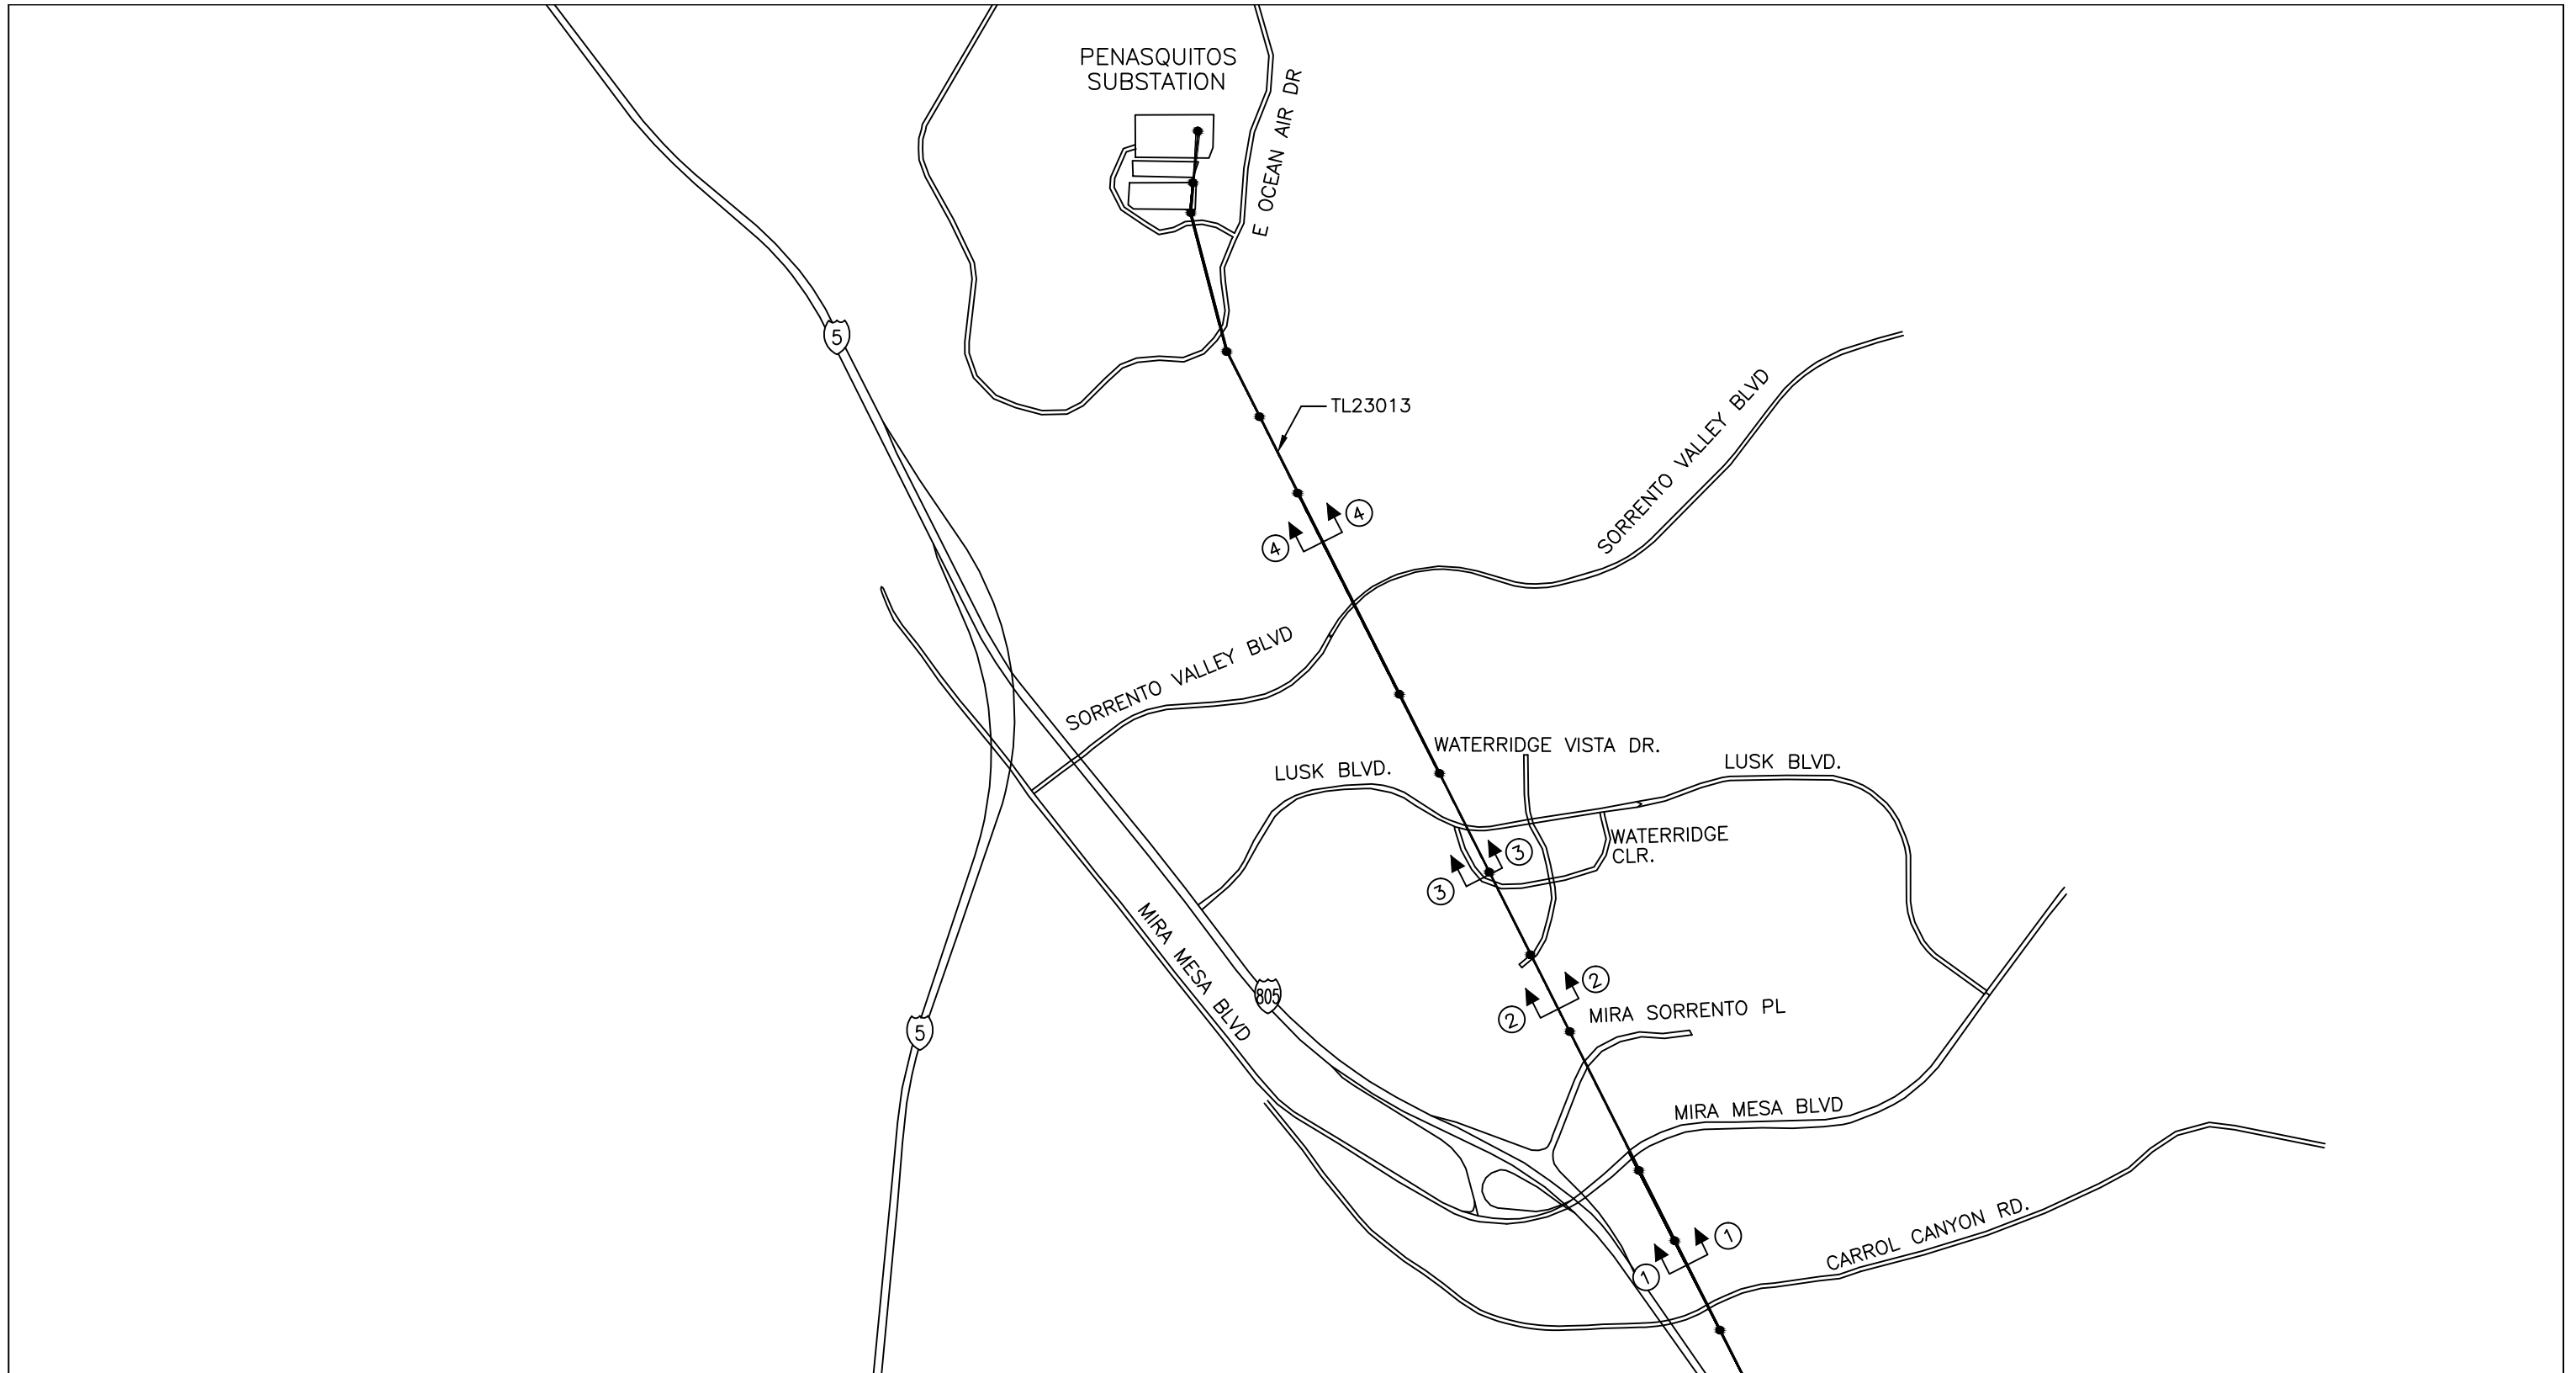 PENASQUITOS
SUBSTATION
E OCEAN AIR DR
5
TL23013
SORRENTO VALLEY BLVD
4
4
SORRENTO VALLEY BLVD
WATERRIDGE VISTA DR.
LUSK BLVD.
LUSK BLVD.
WATERRIDGE
CLR.
3
3
MIRA MESA BLVD
805
2
2
MIRA SORRENTO PL
5
MIRA MESA BLVD
CARROL CANYON RD.
1
1